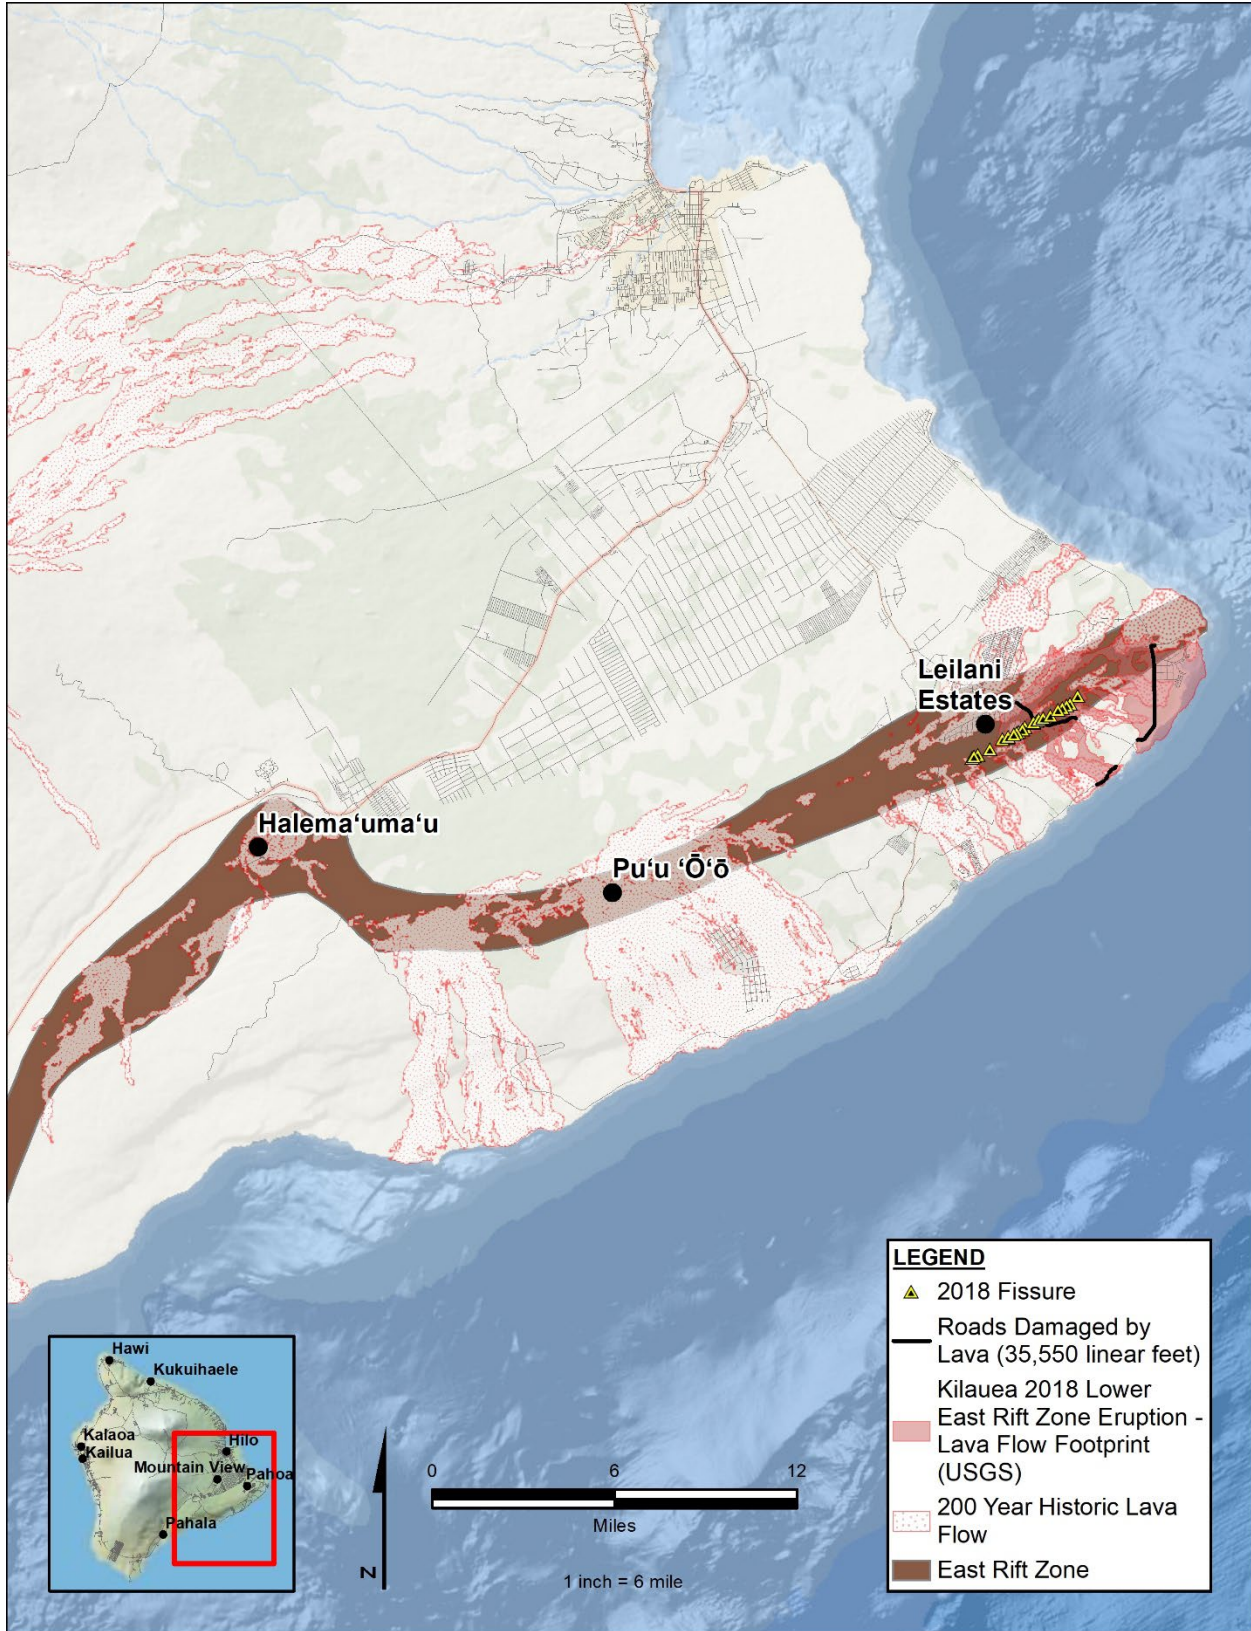 Leilani
Estates
Halemaʻumaʻu
Puʻu ʻŌʻō
LEGEND
2018 Fissure
Roads Damaged by
Lava (35,550 linear feet)
Kilauea 2018 Lower
East Rift Zone Eruption -
Lava Flow Footprint
(USGS)
200 Year Historic Lava
Flow
East Rift Zone
Hawi
Kukuihaele
Kalaoa
Kailua
Hilo
Mountain View
Pahoa
Pahala
N
0 6 12
Miles
1 inch = 6 mile